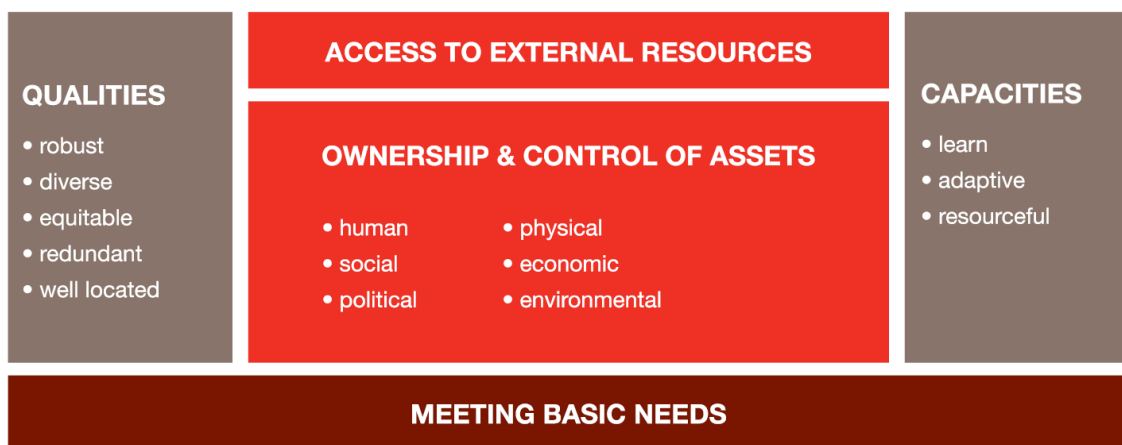 QUALITIES
• robust
• diverse
• equitable
• redundant
• well located
ACCESS TO EXTERNAL RESOURCES
OWNERSHIP & CONTROL OF ASSETS
• human
• social
• political
• physical
• economic
• environmental
CAPACITIES
• learn
• adaptive
• resourceful
MEETING BASIC NEEDS